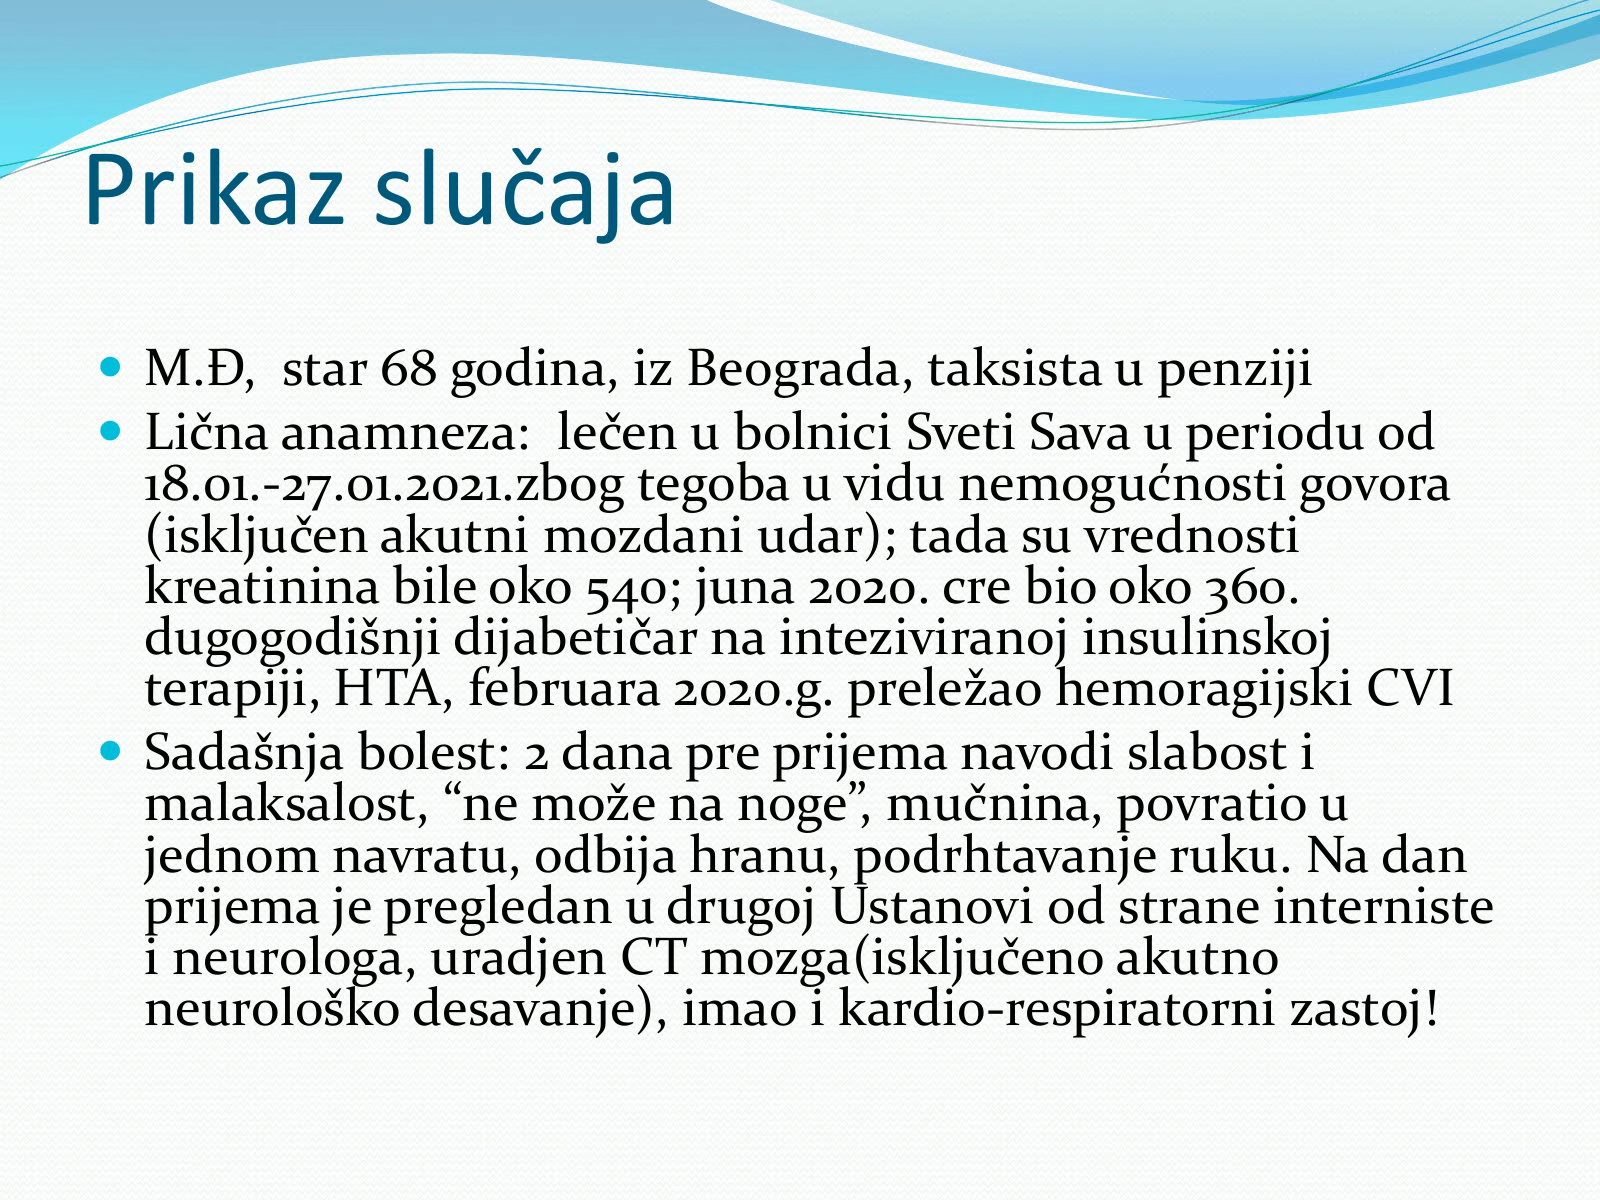 Prikaz slučaja
M.Đ,  star 68 godina, iz Beograda, taksista u penziji
Lična anamneza:  lečen u bolnici Sveti Sava u periodu od
18.01.-27.01.2021.zbog tegoba u vidu nemogućnosti govora
(isključen akutni mozdani udar); tada su vrednosti
kreatinina bile oko 540; juna 2020. cre bio oko 360.
dugogodišnji dijabetičar na inteziviranoj insulinskoj
terapiji, HTA, februara 2020.g. preležao hemoragijski CVI
Sadašnja bolest: 2 dana pre prijema navodi slabost i
malaksalost, “ne može na noge”, mučnina, povratio u
jednom navratu, odbija hranu, podrhtavanje ruku. Na dan
prijema je pregledan u drugoj Ustanovi od strane interniste
i neurologa, uradjen CT mozga(isključeno akutno
neurološko desavanje), imao i kardio-respiratorni zastoj!